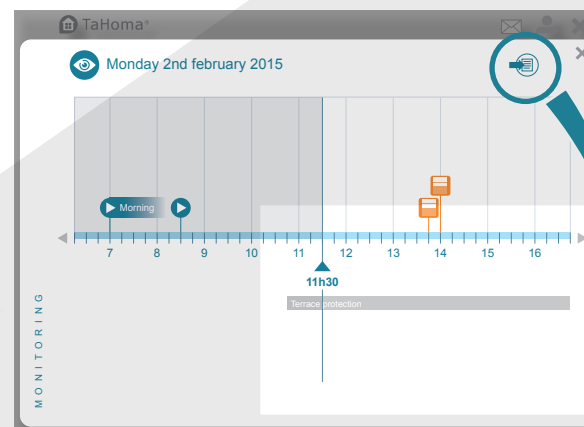 TaHoma®
Monday 2nd february 2015
Morning
7 8 9 10 11 12 13 14 15 16
11h30
Terrace protection
MONITORING